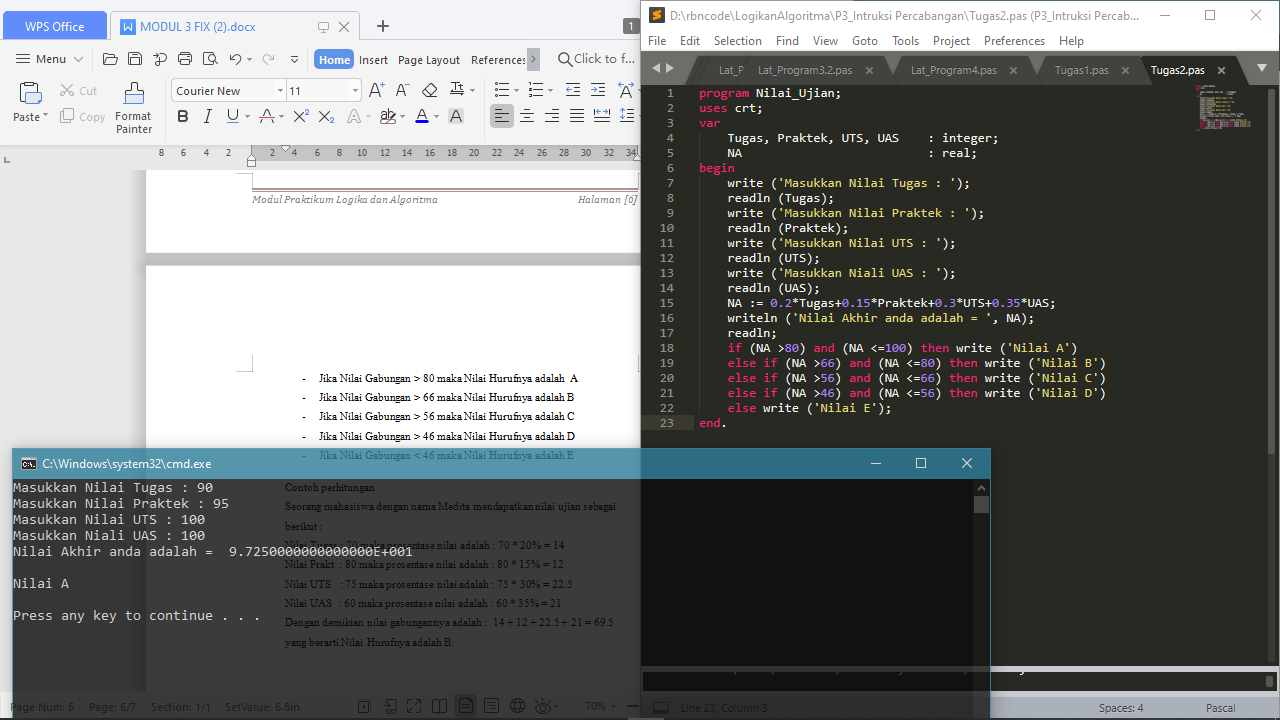 WPS Office
MODUL 3 FIX (2).docx
1
Menu
Home
Insert
Page Layout
References
Click to f...
Paste
Cut
Copy
Format
Painter
Courier New
11
8 6 4 2 2 4 6 8 10 12 14 16 18 20 22 24 26 28 30 32 34
Modul Praktikum Logika dan Algoritma
Halaman [6]
- Jika Nilai Gabungan > 80 maka Nilai Hurufnya adalah A
- Jika Nilai Gabungan > 66 maka Nilai Hurufnya adalah B
- Jika Nilai Gabungan > 56 maka Nilai Hurufnya adalah C
- Jika Nilai Gabungan > 46 maka Nilai Hurufnya adalah D
- Jika Nilai Gabungan < 46 maka Nilai Hurufnya adalah E
Contoh perhitungan
Seorang mahasiswa dengan nama Medita mendapatkan nilai ujian sebagai
berikut :
Nilai Tugas : 70 maka prosentase nilai adalah : 70 * 20% = 14
Nilai Prakt : 80 maka prosentase nilai adalah : 80 * 15% = 12
Nilai UTS : 75 maka prosentase nilai adalah : 75 * 30% = 22.5
Nilai UAS : 60 maka prosentase nilai adalah : 60 * 35% = 21
Dengan demikian nilai gabungannya adalah : 14 + 12 + 22.5 + 21 = 69.5
yang berarti Nilai Hurufnya adalah B.
Page Num: 6 Page: 6/7 Section: 1/1 SetValue: 6.8in
70%
D:\rbncode\LogikanAlgoritma\P3_Intruksi Percabangan\Tugas2.pas (P3_Intruksi Percab...
File Edit Selection Find View Goto Tools Project Preferences Help
Lat_P Lat_Program3.2.pas Lat_Program4.pas Tugas1.pas Tugas2.pas
1 program Nilai_Ujian;
2 uses crt;
3 var
4 Tugas, Praktek, UTS, UAS : integer;
5 NA : real;
6 begin
7 write ('Masukkan Nilai Tugas : ');
8 readln (Tugas);
9 write ('Masukkan Nilai Praktek : ');
10 readln (Praktek);
11 write ('Masukkan Nilai UTS : ');
12 readln (UTS);
13 write ('Masukkan Niali UAS : ');
14 readln (UAS);
15 NA := 0.2*Tugas+0.15*Praktek+0.3*UTS+0.35*UAS;
16 writeln ('Nilai Akhir anda adalah = ', NA);
17 readln;
18 if (NA >80) and (NA <=100) then write ('Nilai A')
19 else if (NA >66) and (NA <=80) then write ('Nilai B')
20 else if (NA >56) and (NA <=66) then write ('Nilai C')
21 else if (NA >46) and (NA <=56) then write ('Nilai D')
22 else write ('Nilai E');
23 end.
Line 23, Column 5
Spaces: 4
Pascal
C:\Windows\system32\cmd.exe
Masukkan Nilai Tugas : 90
Masukkan Nilai Praktek : 95
Masukkan Nilai UTS : 100
Masukkan Niali UAS : 100
Nilai Akhir anda adalah = 9.7250000000000000E+001
Nilai A
Press any key to continue . . .